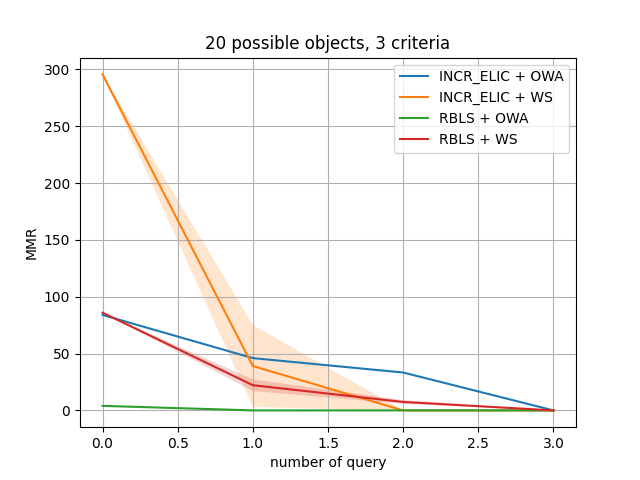 20 possible objects, 3 criteria
INCR_ELIC + OWA
INCR_ELIC + WS
RBLS + OWA
RBLS + WS
MMR
300
250
200
150
100
50
0
0.0 0.5 1.0 1.5 2.0 2.5 3.0
number of query